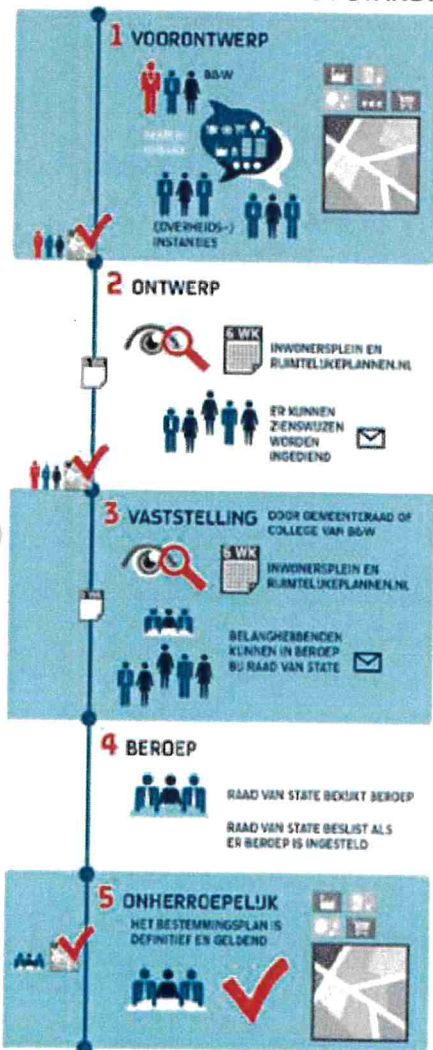 1 VOORONTWERP
B&W
(OVERHEIDS-)
INSTANTIES
2 ONTWERP
6 WK
INWONERSPLEIN EN
RUIMTELIJKEPLANNEN.NL
ER KUNNEN
ZIENSWIJZEN
WORDEN
INGEDIEND
3 VASTSTELLING DOOR GEMEENTERAAD OF
COLLEGE VAN B&W
6 WK
INWONERSPLEIN EN
RUIMTELIJKEPLANNEN.NL
BELANGHEBBENDEN
KUNNEN IN BEROEP
BIJ RAAD VAN STATE
4 BEROEP
RAAD VAN STATE BEKIJKT BEROEP
RAAD VAN STATE BESLIST ALS
ER BEROEP IS INGESTELD
5 ONHERROEPELIJK
HET BESTEMMINGSPLAN IS
DEFINITIEF EN GELDEND